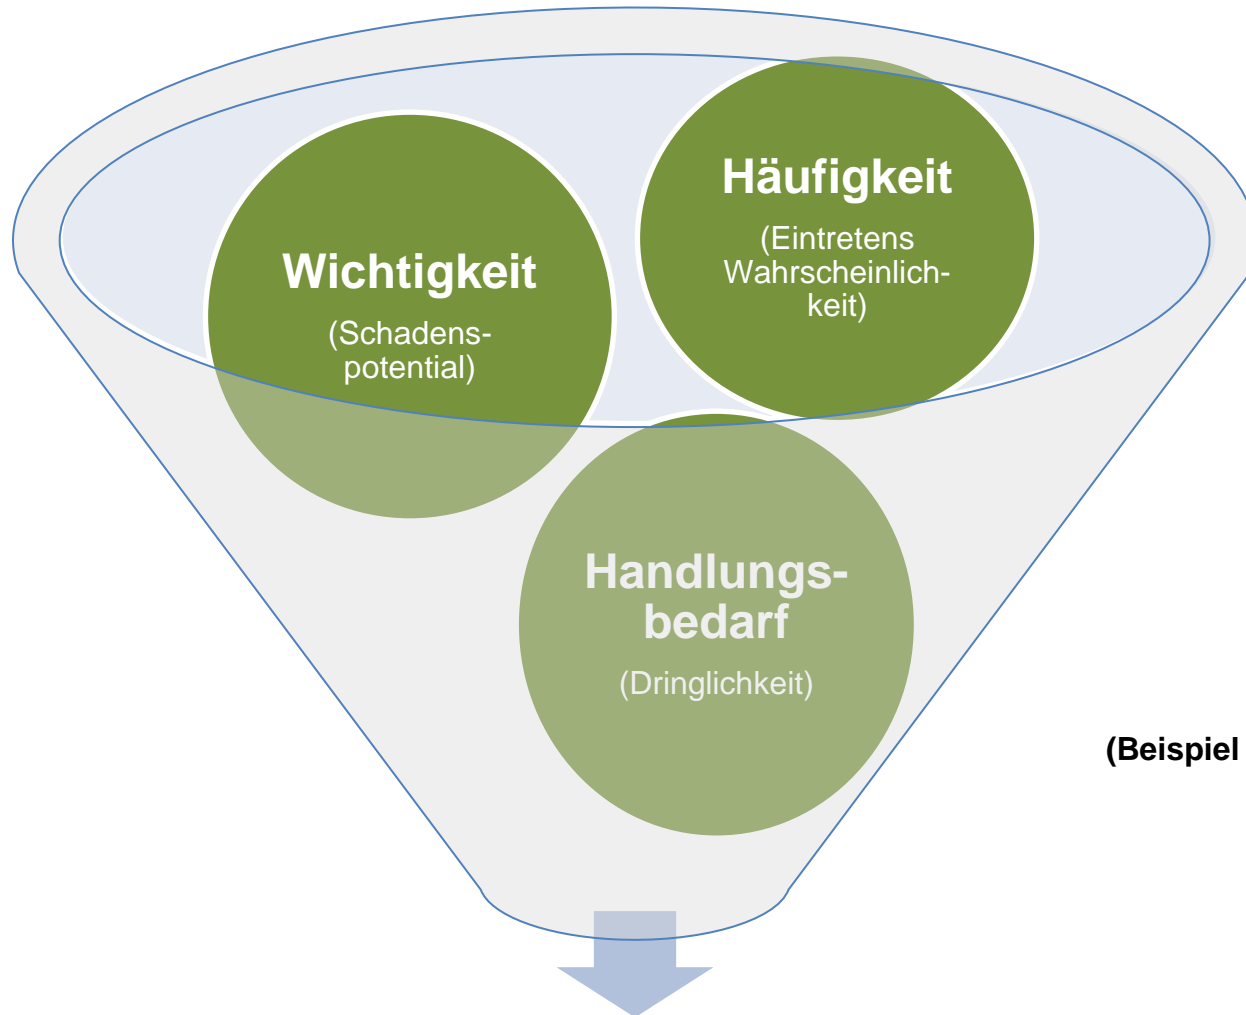 Wichtigkeit
(Schadens-
potential)
Häufigkeit
(Eintretens
Wahrscheinlich-
keit)
Handlungs-
bedarf
(Dringlichkeit)
(Beispiel